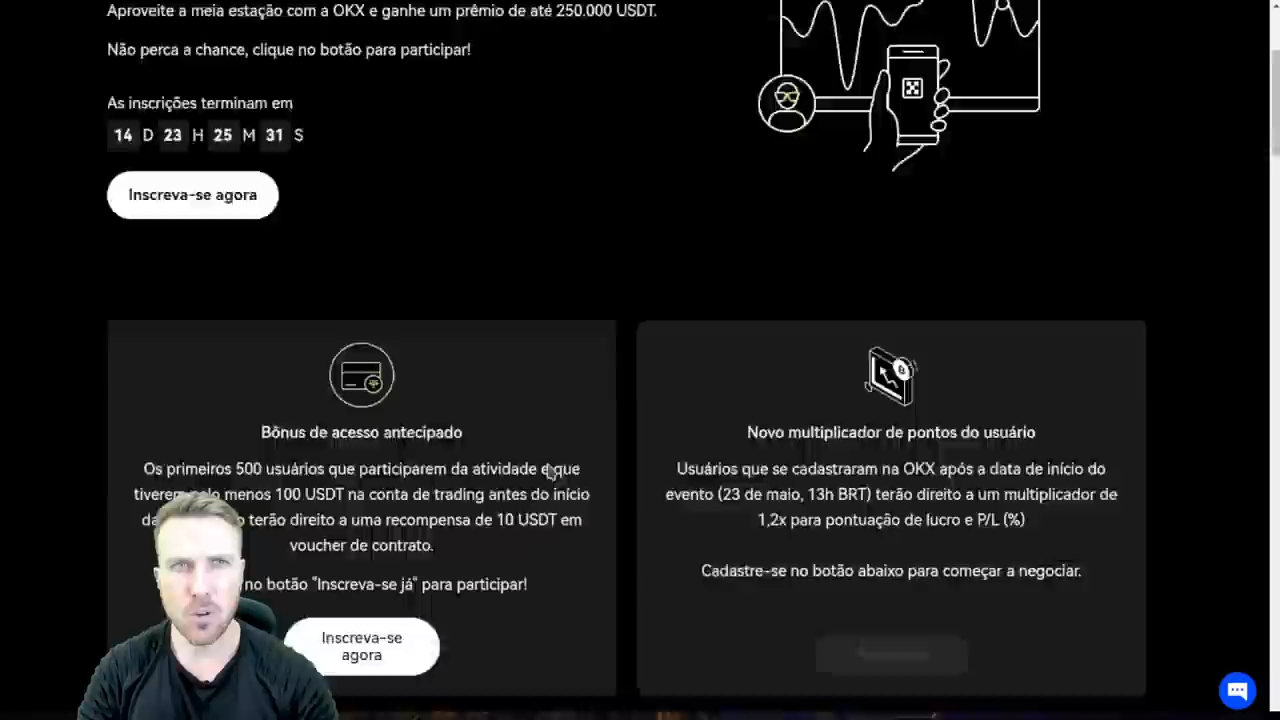 Aproveite a meia estação com a OKX e ganhe um prêmio de até 250.000 USDT.
Não perca a chance, clique no botão para participar!
As inscrições terminam em
14 D 23 H 25 M 31 S
Inscreva-se agora
Bônus de acesso antecipado
Os primeiros 500 usuários que participarem da atividade e que
tiverem pelo menos 100 USDT na conta de trading antes do início
terão direito a uma recompensa de 10 USDT em
voucher de contrato.
no botão "Inscreva-se já" para participar!
Inscreva-se
agora
Novo multiplicador de pontos do usuário
Usuários que se cadastraram na OKX após a data de início do
evento (23 de maio, 13h BRT) terão direito a um multiplicador de
1,2x para pontuação de lucro e P/L (%)
Cadastre-se no botão abaixo para começar a negociar.